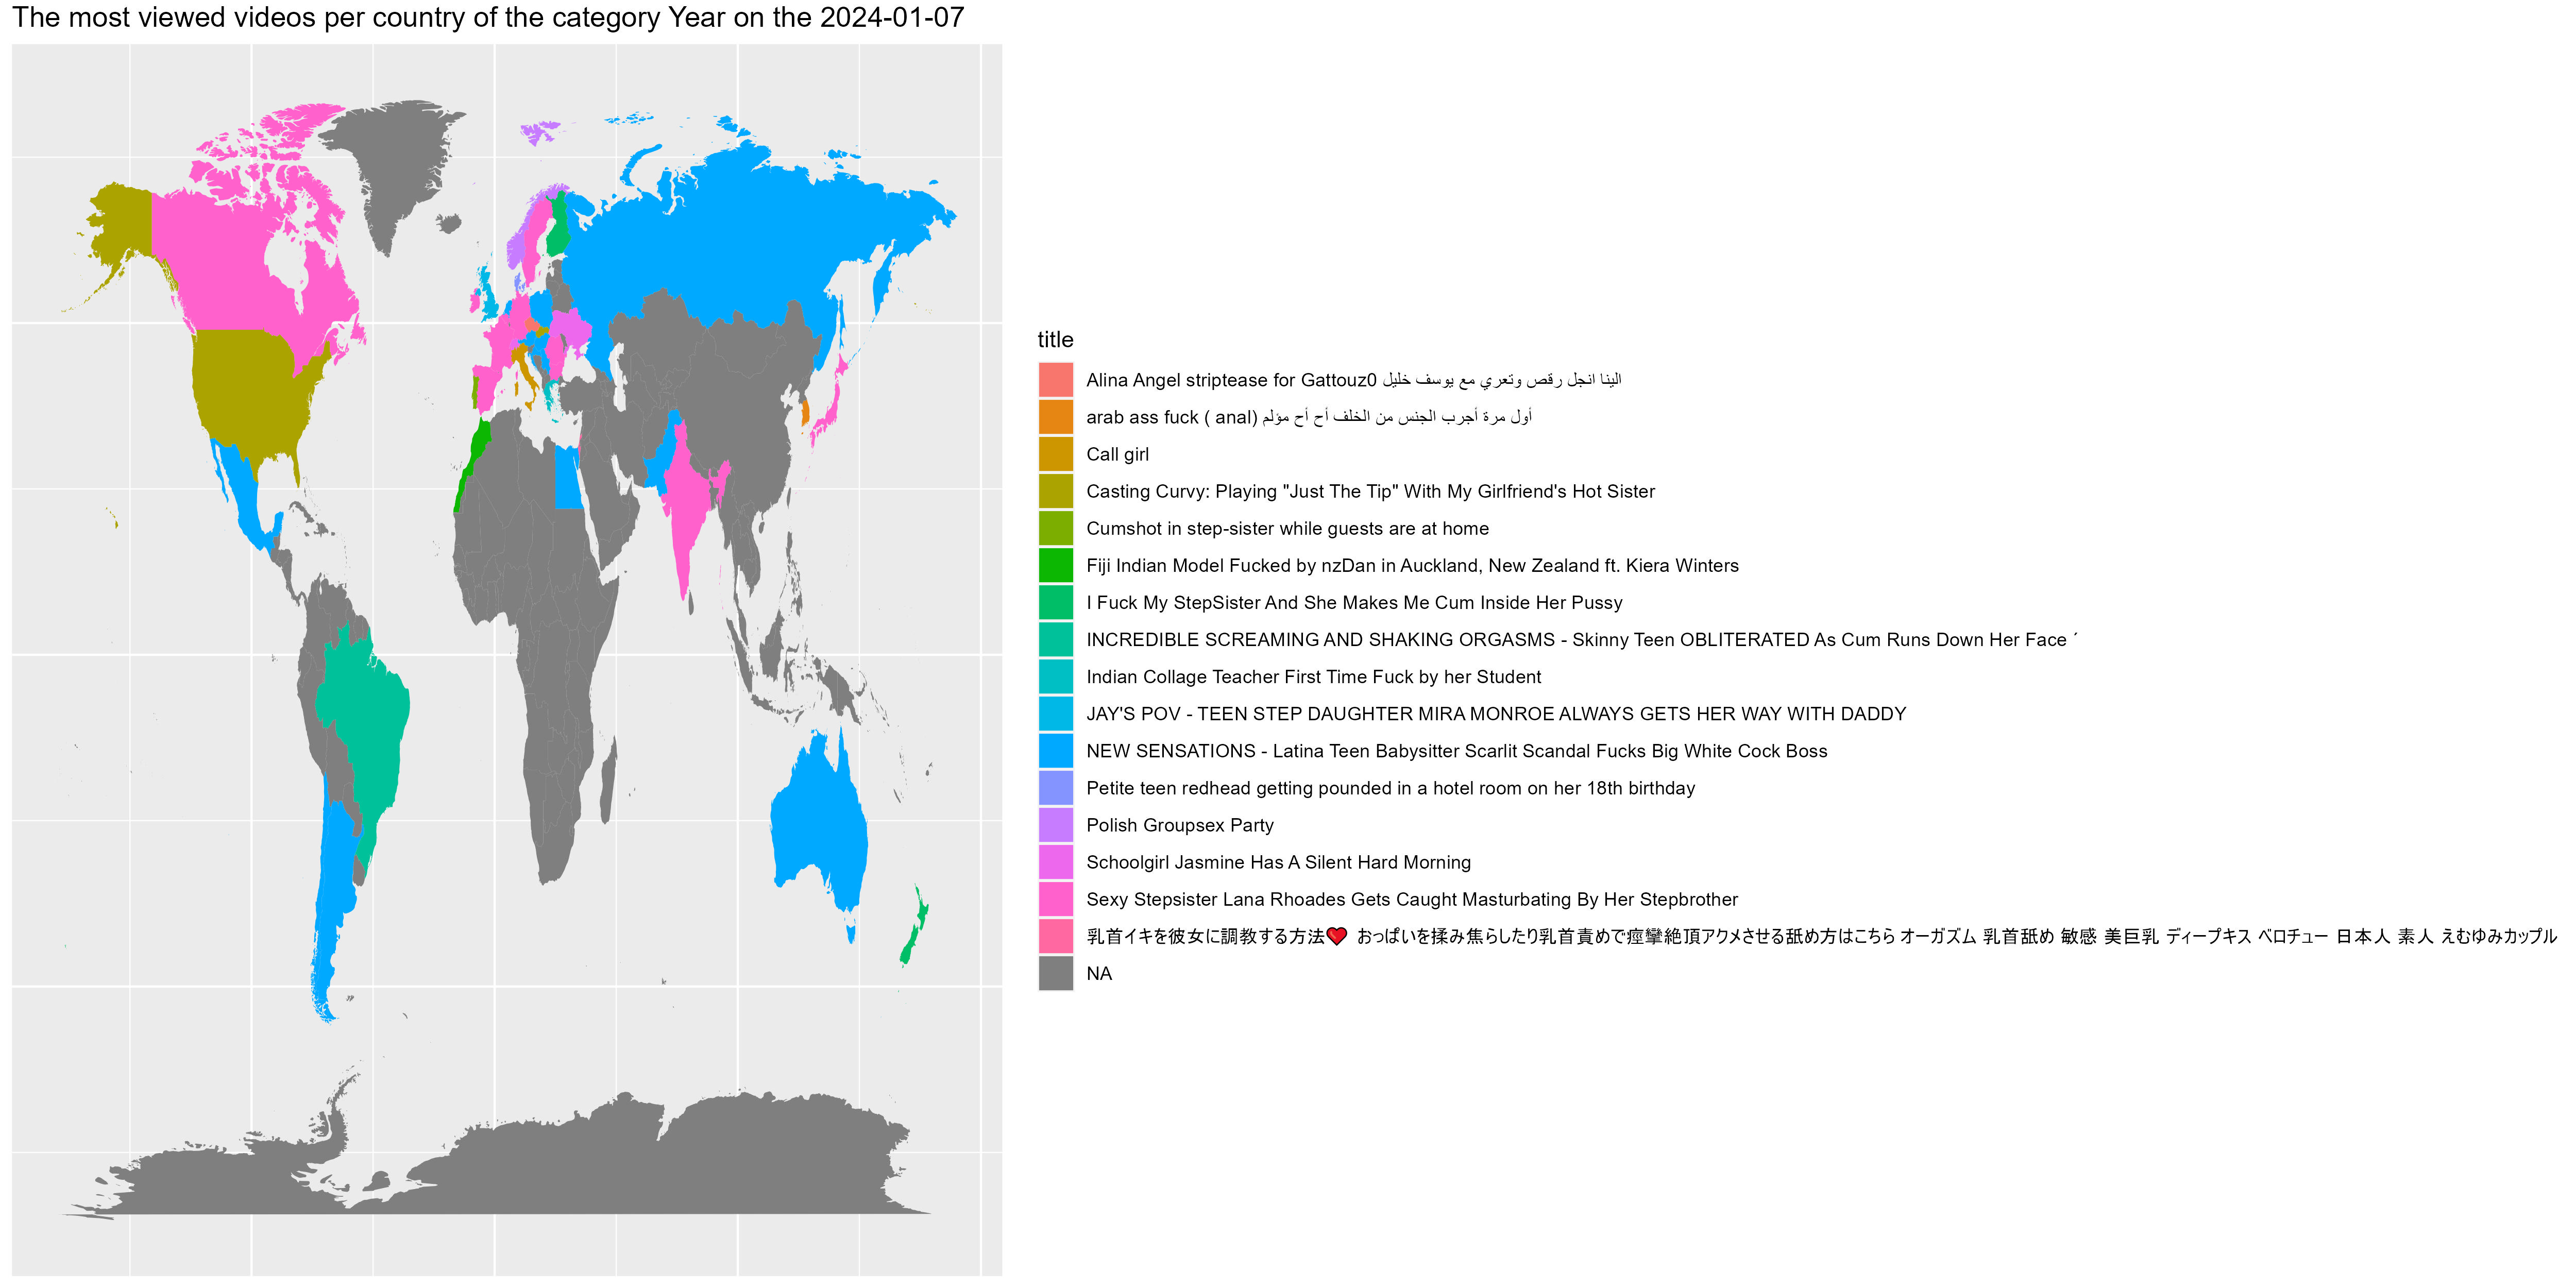 The most viewed videos per country of the category Year on the 2024-01-07
title
Alina Angel striptease for Gattouz0 الينا انجل رقص وتعري مع يوسف خليل
arab ass fuck ( anal) أول مرة أجرب الجنس من الخلف أح أح مؤلم
Call girl
Casting Curvy: Playing "Just The Tip" With My Girlfriend's Hot Sister
Cumshot in step-sister while guests are at home
Fiji Indian Model Fucked by nzDan in Auckland, New Zealand ft. Kiera Winters
I Fuck My StepSister And She Makes Me Cum Inside Her Pussy
INCREDIBLE SCREAMING AND SHAKING ORGASMS - Skinny Teen OBLITERATED As Cum Runs Down Her Face ´
Indian Collage Teacher First Time Fuck by her Student
JAY'S POV - TEEN STEP DAUGHTER MIRA MONROE ALWAYS GETS HER WAY WITH DADDY
NEW SENSATIONS - Latina Teen Babysitter Scarlit Scandal Fucks Big White Cock Boss
Petite teen redhead getting pounded in a hotel room on her 18th birthday
Polish Groupsex Party
Schoolgirl Jasmine Has A Silent Hard Morning
Sexy Stepsister Lana Rhoades Gets Caught Masturbating By Her Stepbrother
乳首イキを彼女に調教する方法❤ おっぱいを揉み焦らしたり乳首責めで痙攣絶頂アクメさせる舐め方はこちら オーガズム 乳首舐め 敏感 美巨乳 ディープキス ベロチュー 日本人 素人 えむゆみカップル
NA